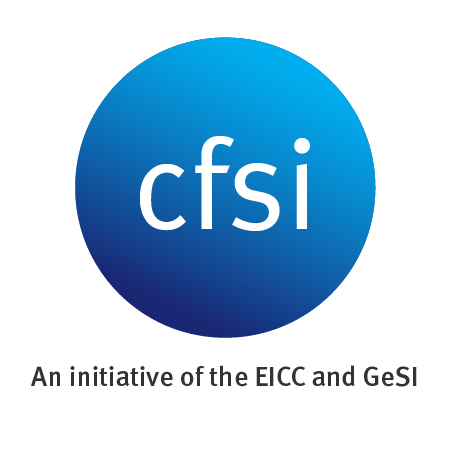 cfsi
An initiative of the EICC and GeSI